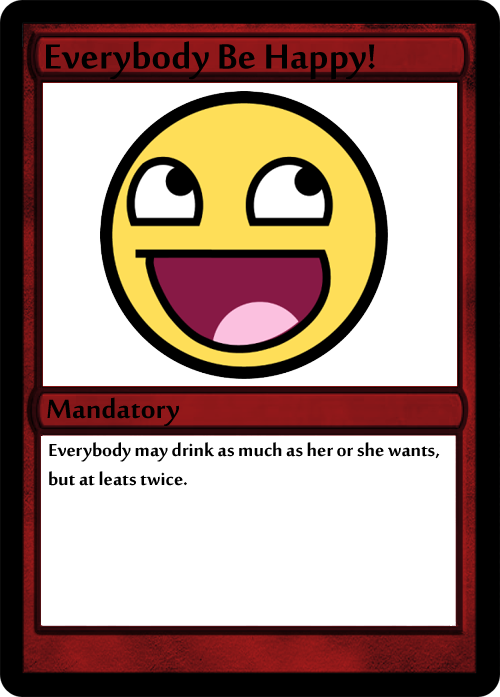 Everybody Be Happy!
Mandatory
Everybody may drink as much as her or she wants,
but at leats twice.